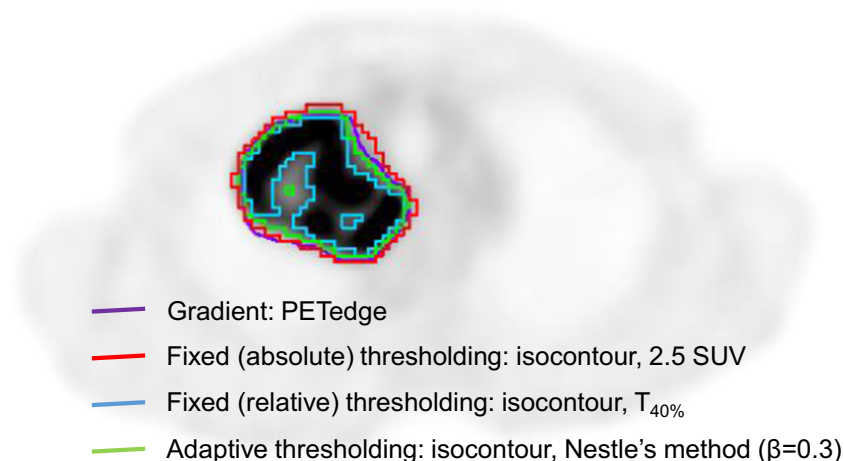 Gradient: PETedge
Fixed (absolute) thresholding: isocontour, 2.5 SUV
Fixed (relative) thresholding: isocontour, T40%
Adaptive thresholding: isocontour, Nestle's method (β=0.3)